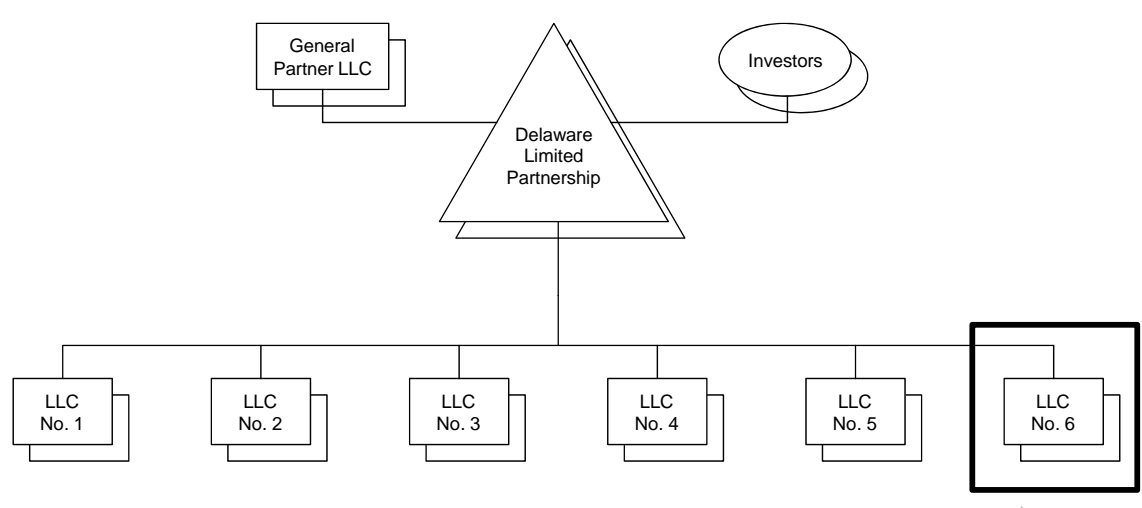 General
Partner LLC
Investors
Delaware
Limited
Partnership
LLC
No. 1
LLC
No. 2
LLC
No. 3
LLC
No. 4
LLC
No. 5
LLC
No. 6